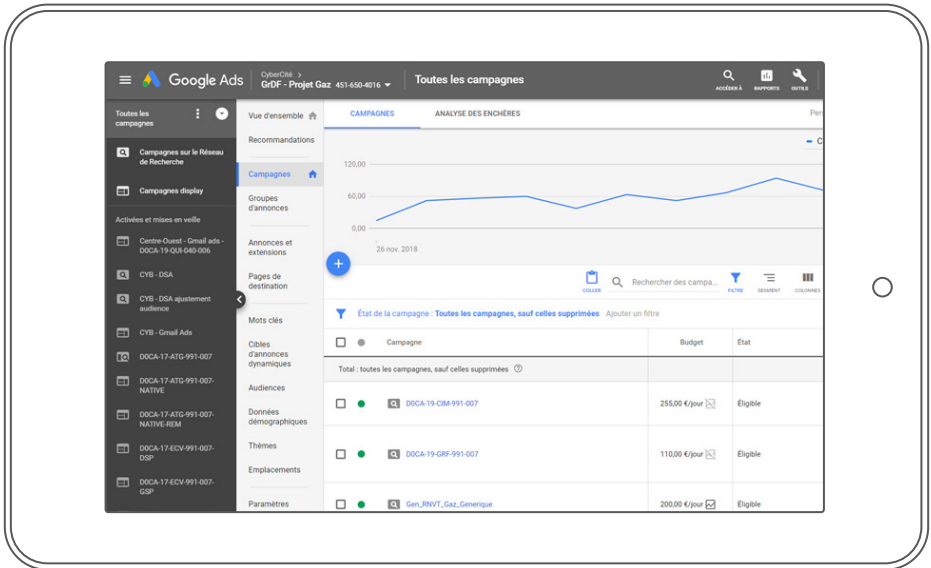 Google Ads
CyberCité >
GrDF - Projet Gaz 451-650-4016
Toutes les campagnes
ACCÉDER À
RAPPORTS
OUTILS
Toutes les
campagnes
Campagnes sur le Réseau
de Recherche
Campagnes display
Activées et mises en veille
Centre-Ouest - Gmail ads -
D0CA-19-QUI-040-006
CYB - DSA
CYB - DSA ajustement
audience
CYB - Gmail Ads
D0CA-17-ATG-991-007
D0CA-17-ATG-991-007-
NATIVE
D0CA-17-ATG-991-007-
NATIVE-REM
D0CA-17-ECV-991-007-
DSP
D0CA-17-ECV-991-007-
GSP
Vue d'ensemble
Recommandations
Campagnes
Groupes
d'annonces
Annonces et
extensions
Pages de
destination
Mots clés
Cibles
d'annonces
dynamiques
Audiences
Données
démographiques
Thèmes
Emplacements
Paramètres
CAMPAGNES
ANALYSE DES ENCHÈRES
Per
C
120,00
60,00
0,00
26 nov. 2018
COLLER
Rechercher des campa...
FILTRE
SEGMENT
COLONNES
État de la campagne : Toutes les campagnes, sauf celles supprimées Ajouter un filtre
Campagne Budget État
Total : toutes les campagnes, sauf celles supprimées
D0CA-19-CIM-991-007 255,00 €/jour Éligible
D0CA-19-GRF-991-007 110,00 €/jour Éligible
Gen_RNVT_Gaz_Generique 200,00 €/jour Éligible